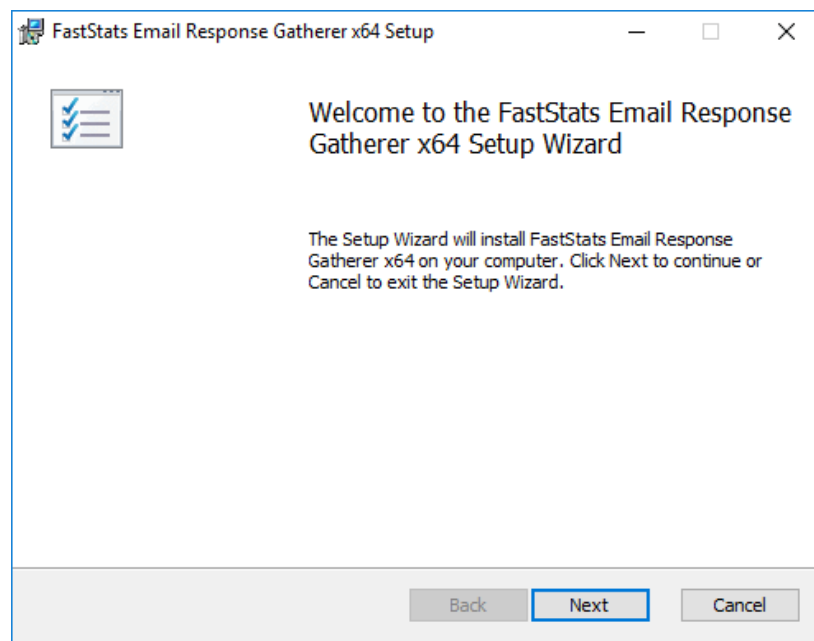 FastStats Email Response Gatherer x64 Setup
Welcome to the FastStats Email Response
Gatherer x64 Setup Wizard
The Setup Wizard will install FastStats Email Response
Gatherer x64 on your computer. Click Next to continue or
Cancel to exit the Setup Wizard.
Back
Next
Cancel